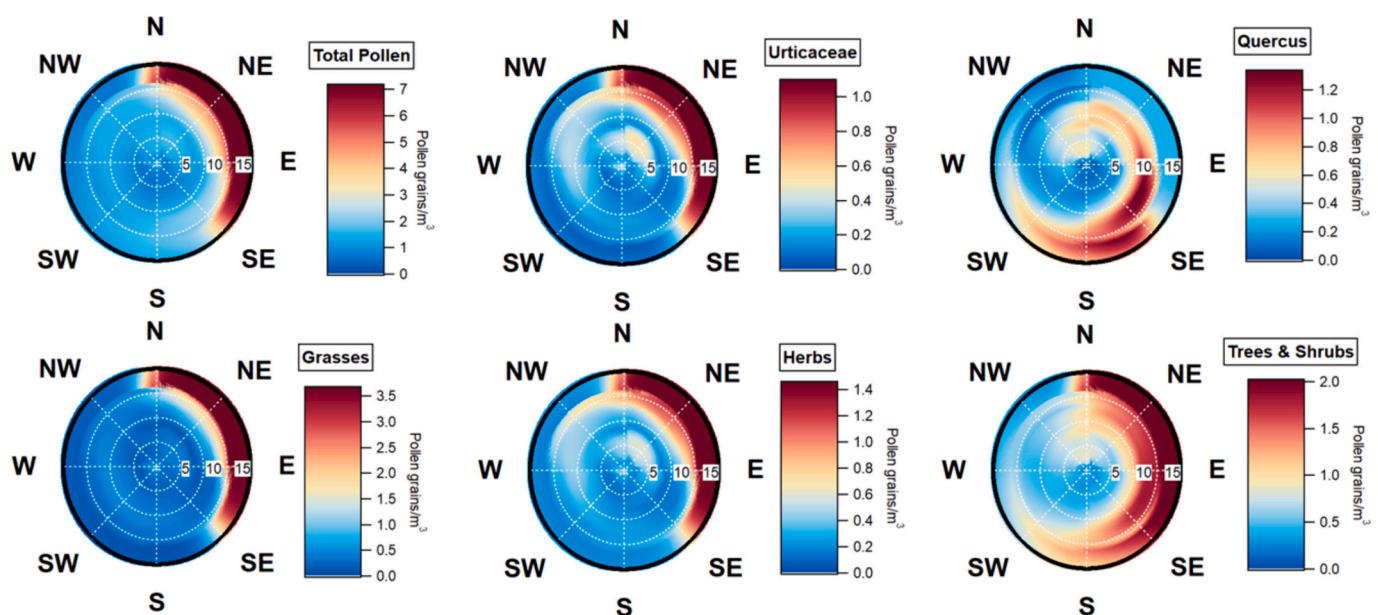 Total Pollen
N
NE
E
SE
S
SW
W
NW
5
10
15
7
6
5
4
3
2
1
0
Pollen grains/m³
Urticaceae
N
NE
E
SE
S
SW
W
NW
5
10
15
1.0
0.8
0.6
0.4
0.2
0.0
Pollen grains/m³
Quercus
N
NE
E
SE
S
SW
W
NW
5
10
15
1.2
1.0
0.8
0.6
0.4
0.2
0.0
Pollen grains/m³
Grasses
N
NE
E
SE
S
SW
W
NW
5
10
15
3.5
3.0
2.5
2.0
1.5
1.0
0.5
0.0
Pollen grains/m³
Herbs
N
NE
E
SE
S
SW
W
NW
5
10
15
1.4
1.2
1.0
0.8
0.6
0.4
0.2
0.0
Pollen grains/m³
Trees & Shrubs
N
NE
E
SE
S
SW
W
NW
5
10
15
2.0
1.5
1.0
0.5
0.0
Pollen grains/m³